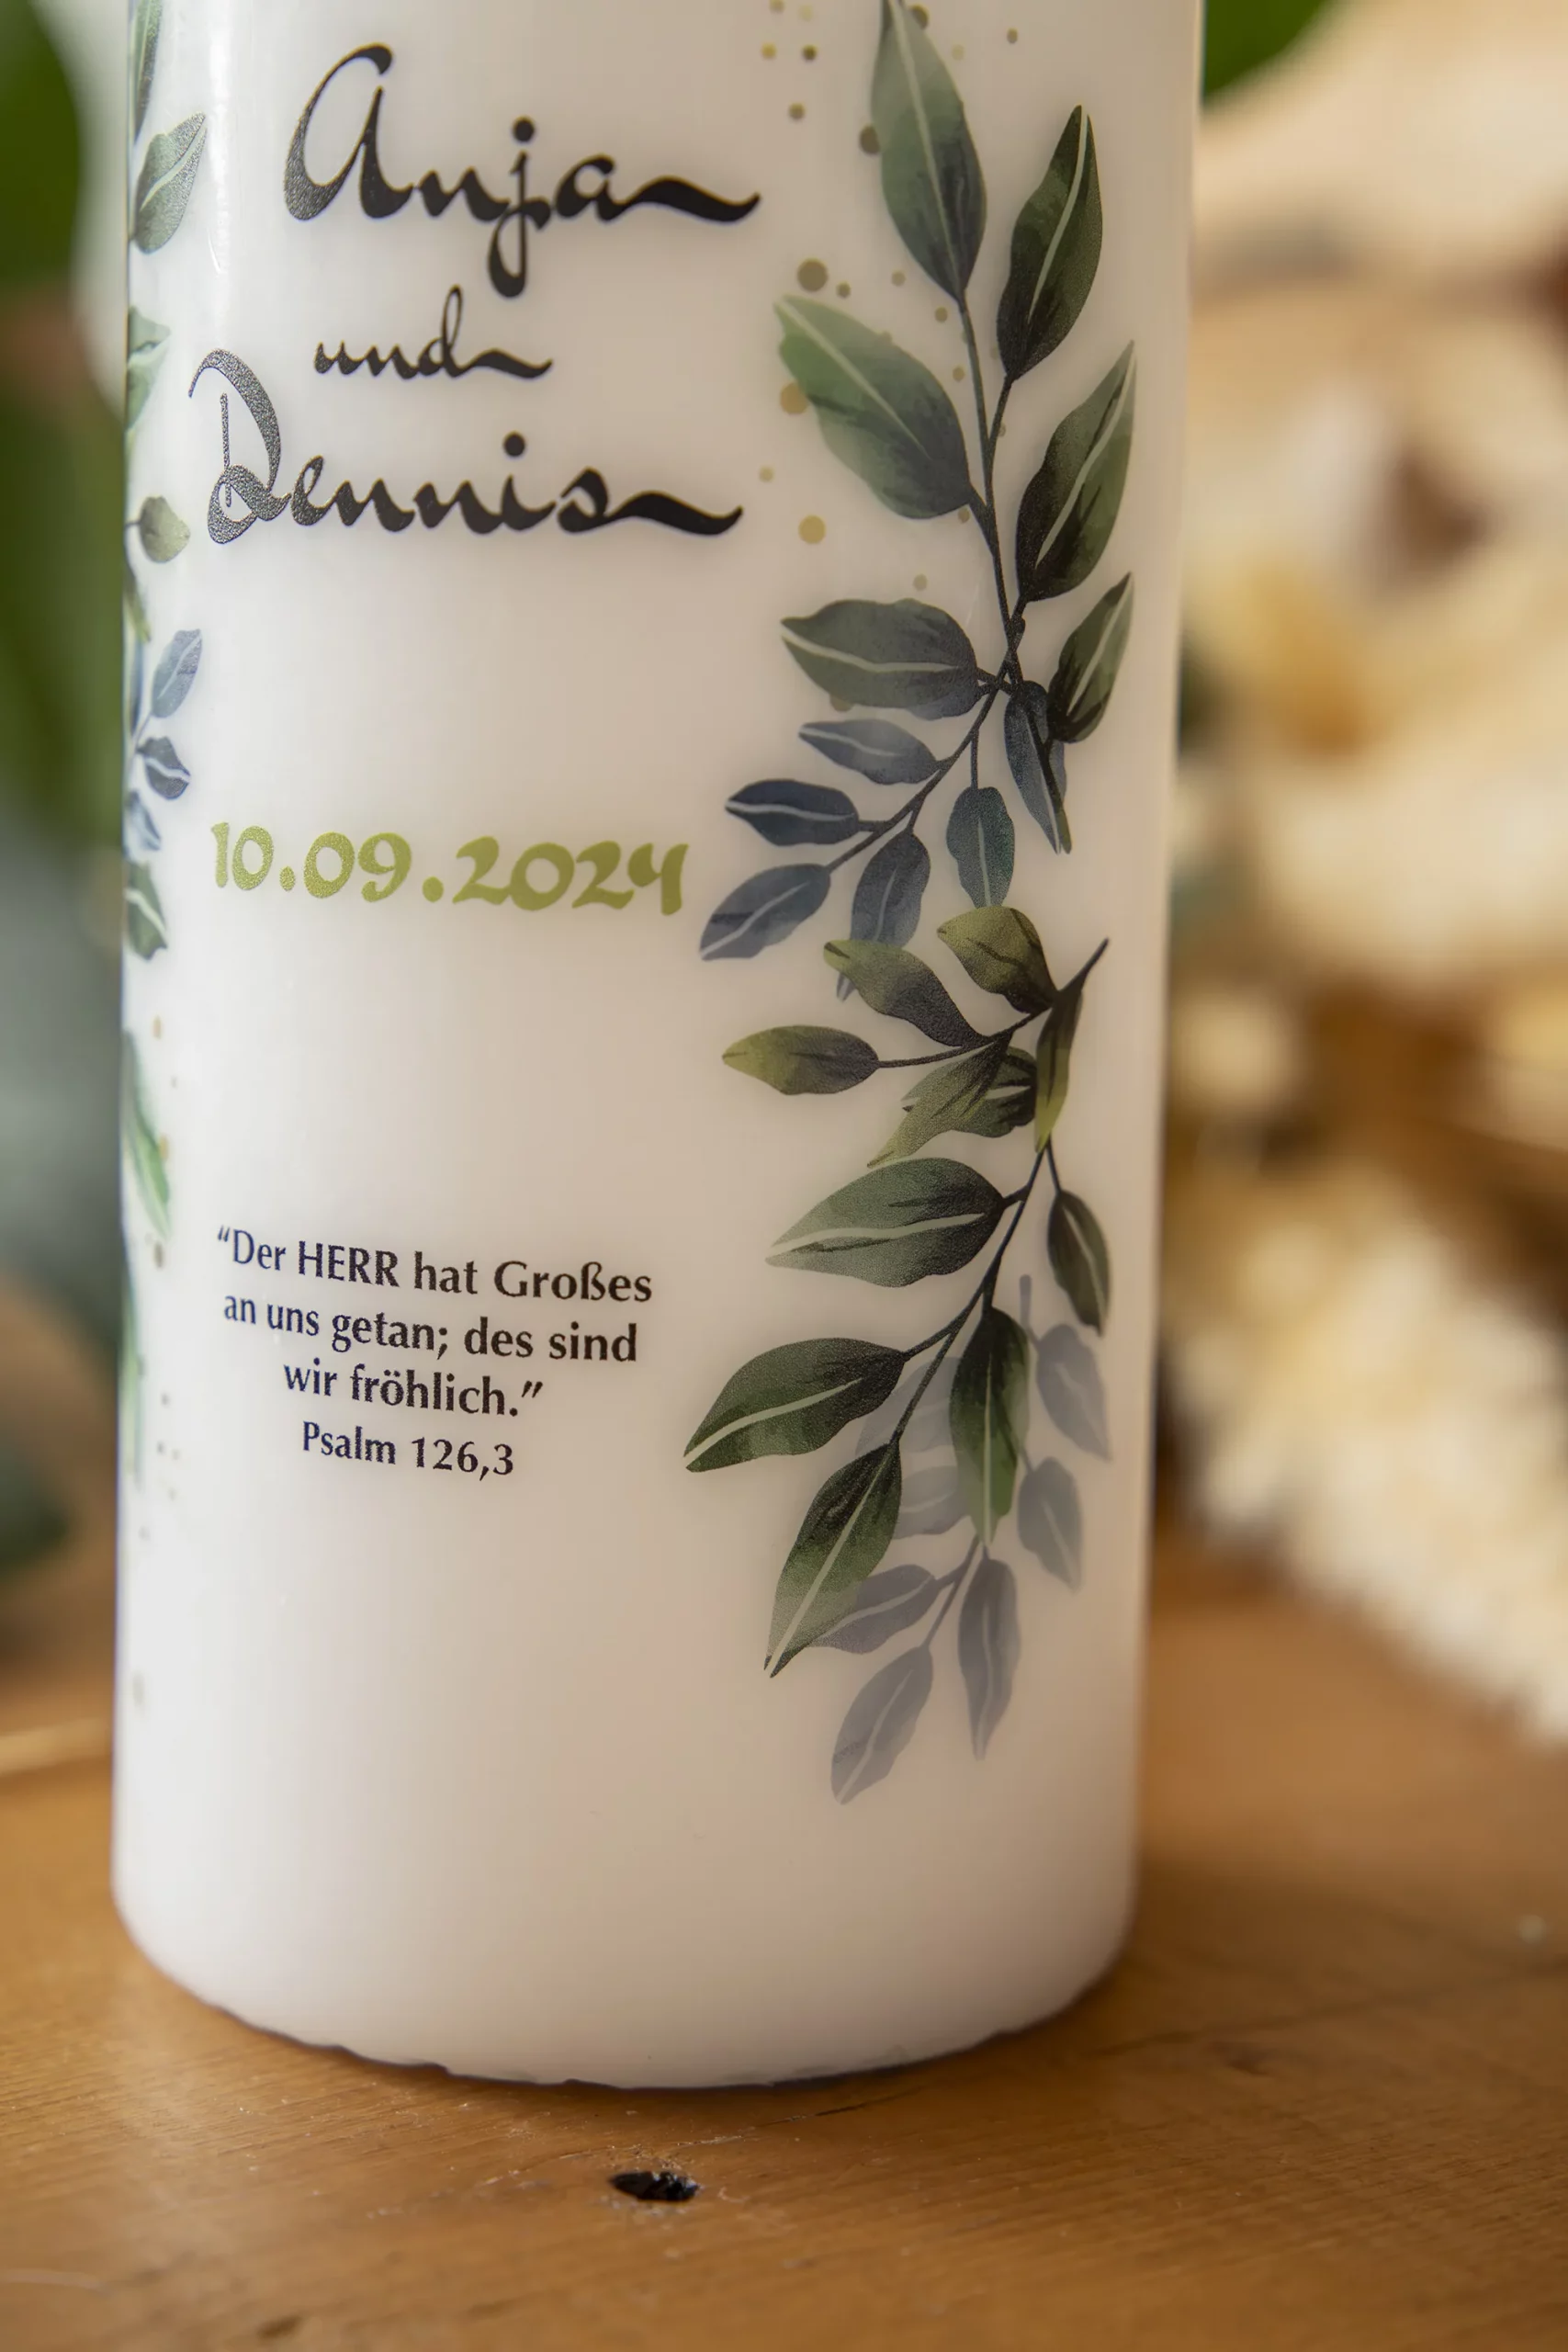 Anja
und
Dennis
10.09.2024
“Der HERR hat Großes
an uns getan; des sind
wir fröhlich.”
Psalm 126,3